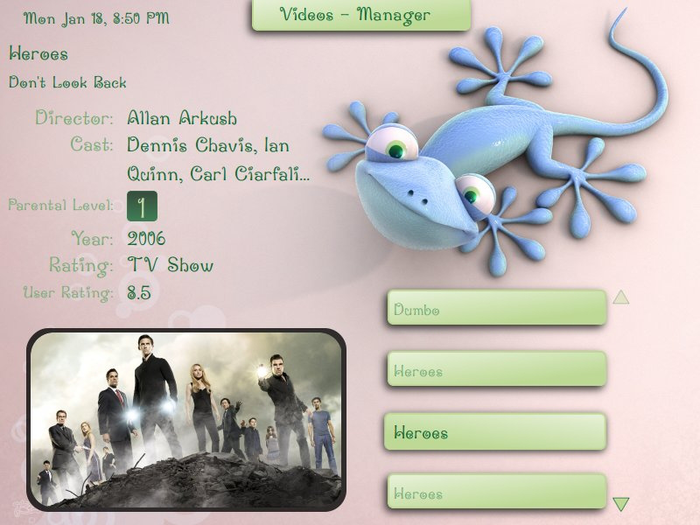 Mon Jan 18, 8:50 PM
Videos - Manager
Heroes
Don't Look Back
Director: Allan Arkush
Cast: Dennis Chavis, Ian
Quinn, Carl Ciarfali...
Parental Level: 1
Year: 2006
Rating: TV Show
User Rating: 8.5
Dumbo
Heroes
Heroes
Heroes